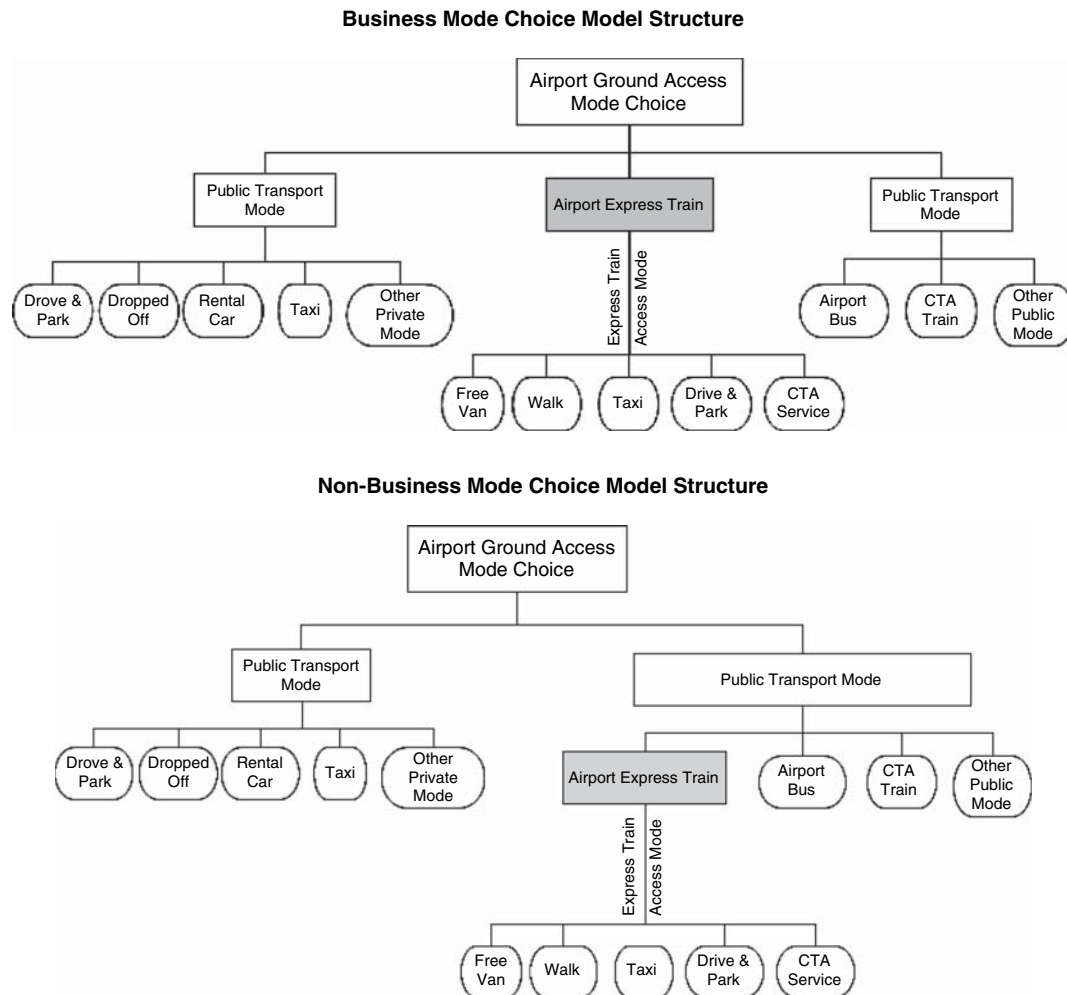 Business Mode Choice Model Structure
Airport Ground Access
Mode Choice
Public Transport
Mode
Airport Express Train
Public Transport
Mode
Drove &
Park
Dropped
Off
Rental
Car
Taxi
Other
Private
Mode
Express Train
Access Mode
Airport
Bus
CTA
Train
Other
Public
Mode
Free
Van
Walk
Taxi
Drive &
Park
CTA
Service
Non-Business Mode Choice Model Structure
Airport Ground Access
Mode Choice
Public Transport
Mode
Public Transport Mode
Drove &
Park
Dropped
Off
Rental
Car
Taxi
Other
Private
Mode
Airport Express Train
Airport
Bus
CTA
Train
Other
Public
Mode
Express Train
Access Mode
Free
Van
Walk
Taxi
Drive &
Park
CTA
Service